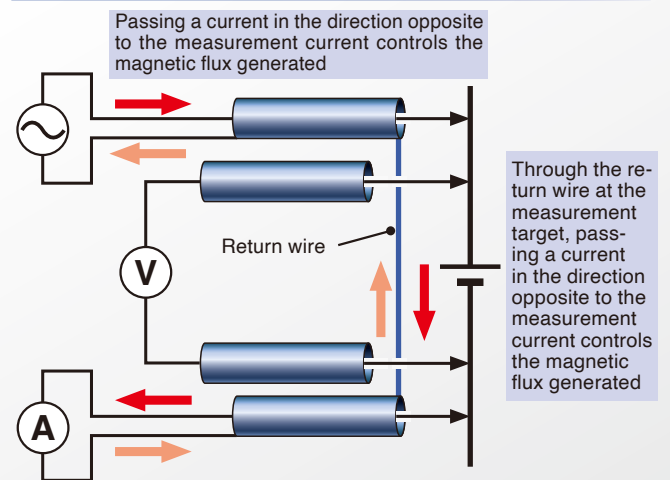 Passing a current in the direction opposite
to the measurement current controls the
magnetic flux generated
V
Return wire
A
Through the re-
turn wire at the
measurement
target, pass-
ing a current
in the direction
opposite to the
measurement
current controls
the magnetic
flux generated